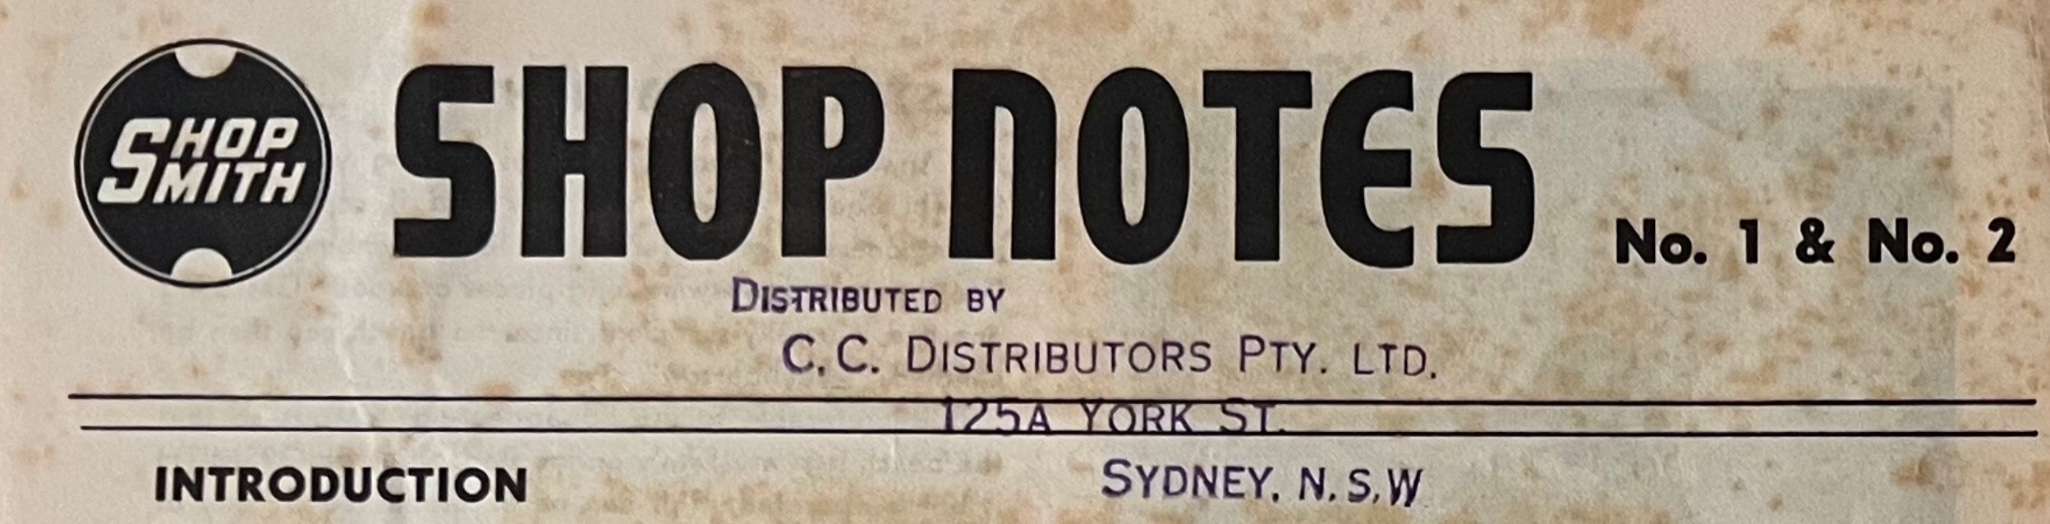 SHOP SMITH
SHOP NOTES No. 1 & No. 2
DISTRIBUTED BY
C.C. DISTRIBUTORS PTY. LTD.
125A YORK ST.
SYDNEY, N.S.W
INTRODUCTION